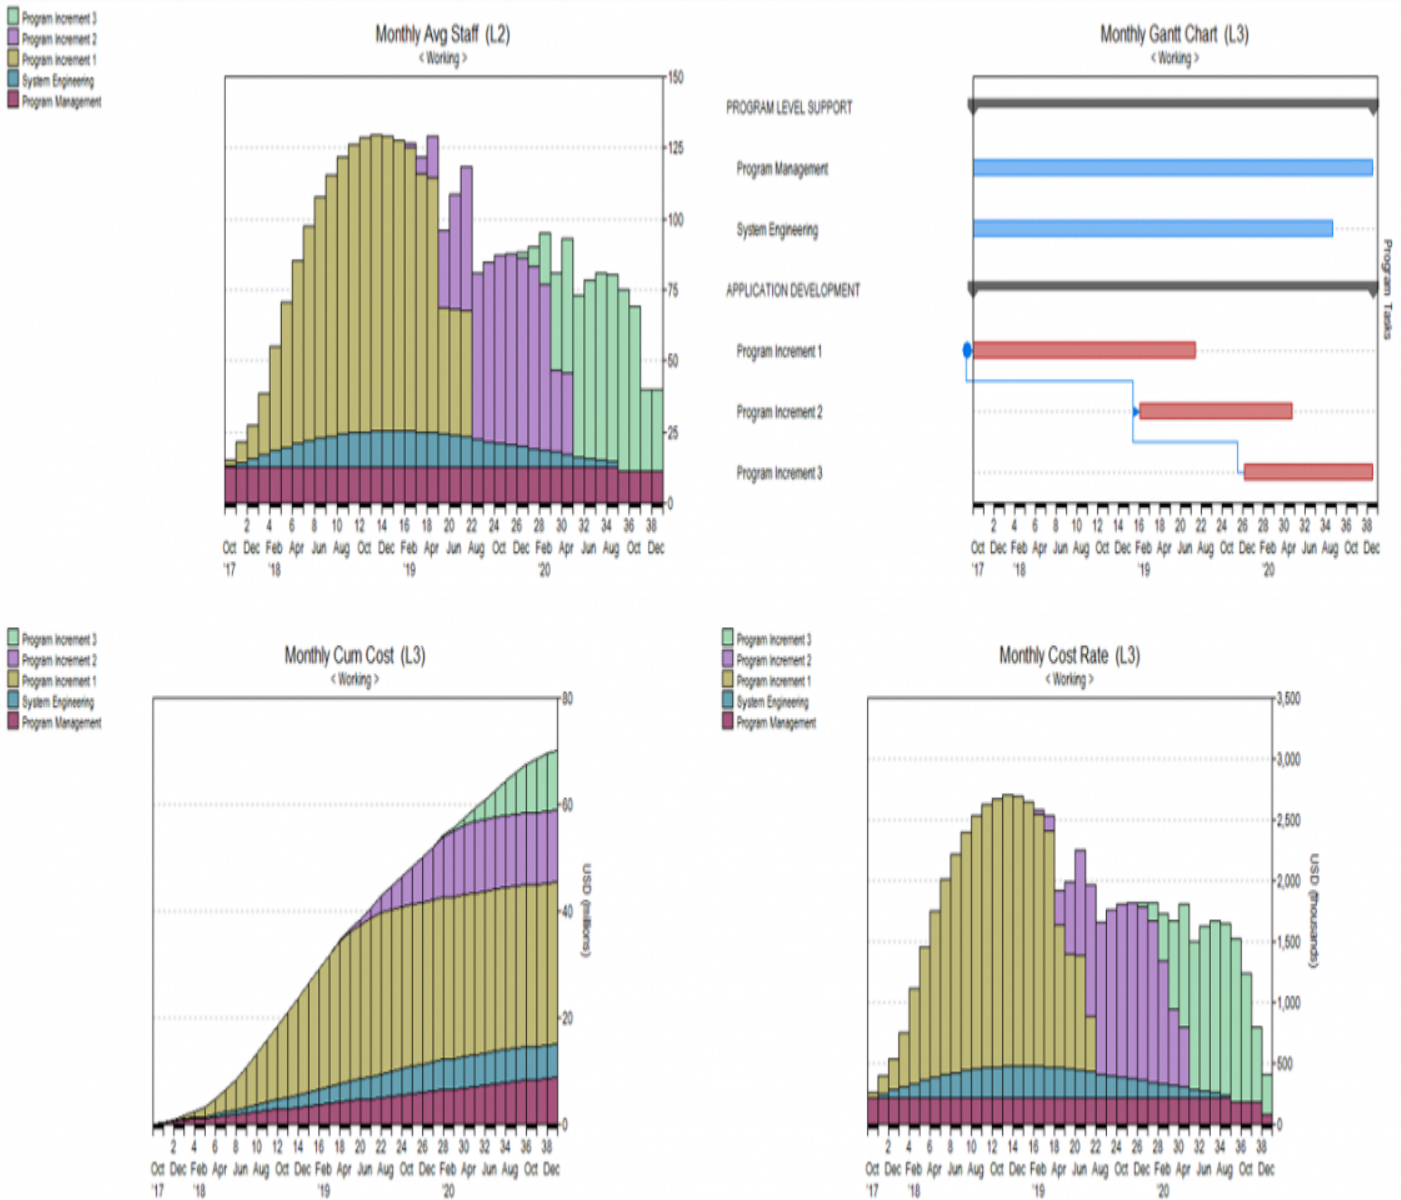 Program Increment 3
Program Increment 2
Program Increment 1
System Engineering
Program Management
Monthly Avg Staff (L2)
< Working >
150
125
100
75
50
25
0
2 4 6 8 10 12 14 16 18 20 22 24 26 28 30 32 34 36 38
Oct Dec Feb Apr Jun Aug Oct Dec Feb Apr Jun Aug Oct Dec Feb Apr Jun Aug Oct Dec
'17 '18 '19 '20
Monthly Gantt Chart (L3)
< Working >
PROGRAM LEVEL SUPPORT
Program Management
System Engineering
APPLICATION DEVELOPMENT
Program Increment 1
Program Increment 2
Program Increment 3
Program Tasks
2 4 6 8 10 12 14 16 18 20 22 24 26 28 30 32 34 36 38
Oct Dec Feb Apr Jun Aug Oct Dec Feb Apr Jun Aug Oct Dec Feb Apr Jun Aug Oct Dec
'17 '18 '19 '20
Program Increment 3
Program Increment 2
Program Increment 1
System Engineering
Program Management
Monthly Cum Cost (L3)
< Working >
80
60
40
20
0
USD (millions)
2 4 6 8 10 12 14 16 18 20 22 24 26 28 30 32 34 36 38
Oct Dec Feb Apr Jun Aug Oct Dec Feb Apr Jun Aug Oct Dec Feb Apr Jun Aug Oct Dec
'17 '18 '19 '20
Program Increment 3
Program Increment 2
Program Increment 1
System Engineering
Program Management
Monthly Cost Rate (L3)
< Working >
3,500
3,000
2,500
2,000
1,500
1,000
500
0
USD (thousands)
2 4 6 8 10 12 14 16 18 20 22 24 26 28 30 32 34 36 38
Oct Dec Feb Apr Jun Aug Oct Dec Feb Apr Jun Aug Oct Dec Feb Apr Jun Aug Oct Dec
'17 '18 '19 '20